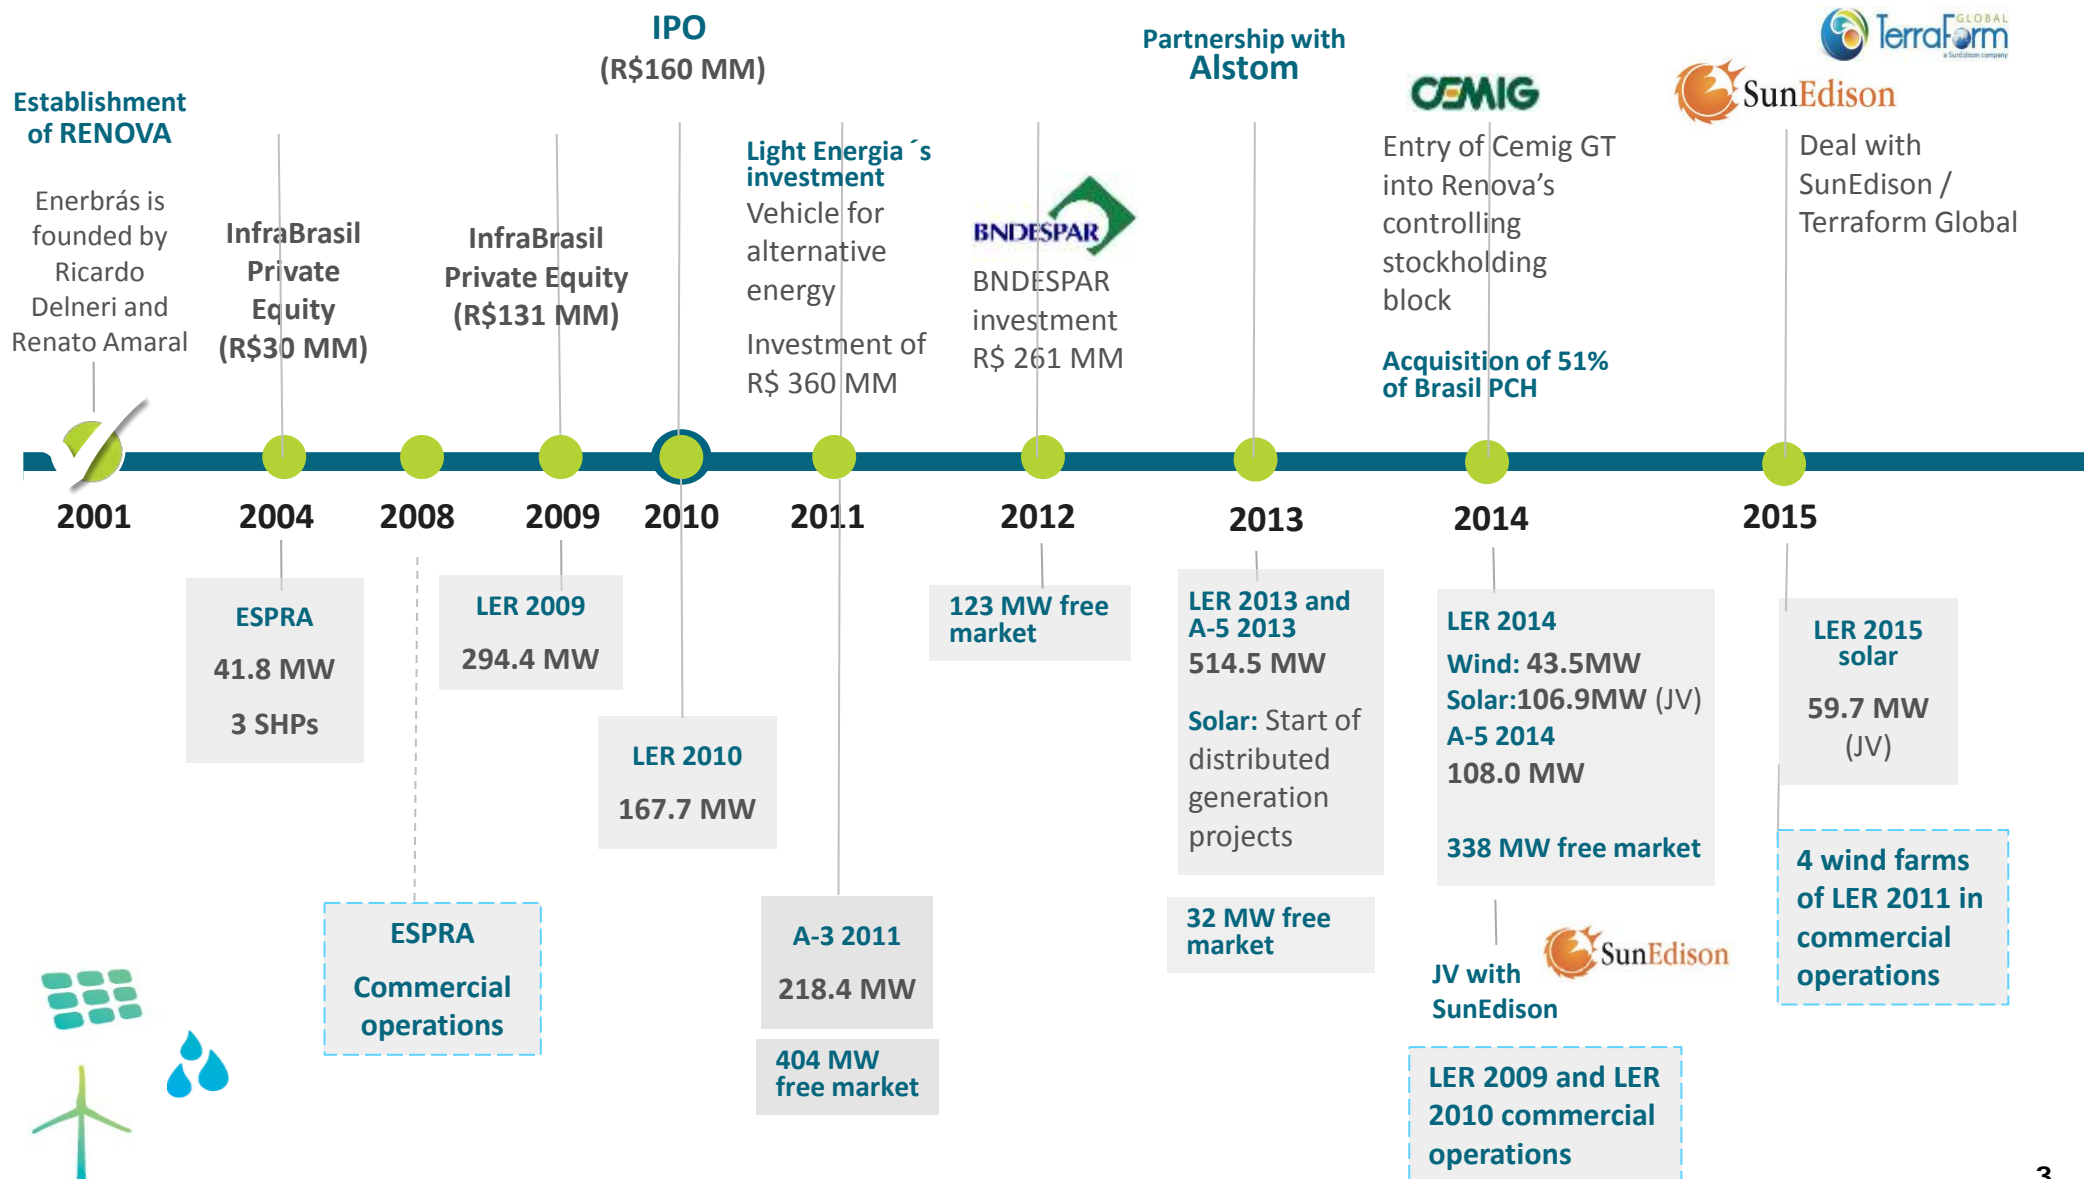 Establishment
of RENOVA
Enerbrás is
founded by
Ricardo
Delneri and
Renato Amaral
InfraBrasil
Private
Equity
(R$30 MM)
InfraBrasil
Private Equity
(R$131 MM)
IPO
(R$160 MM)
Light Energia ´s
investment
Vehicle for
alternative
energy
Investment of
R$ 360 MM
BNDESPAR
BNDESPAR
investment
R$ 261 MM
Partnership with
Alstom
CEMIG
Entry of Cemig GT
into Renova’s
controlling
stockholding
block
Acquisition of 51%
of Brasil PCH
TerraForm
GLOBAL
a SunEdison company
SunEdison
Deal with
SunEdison /
Terraform Global
2001
2004
2008
2009
2010
2011
2012
2013
2014
2015
ESPRA
41.8 MW
3 SHPs
ESPRA
Commercial
operations
LER 2009
294.4 MW
LER 2010
167.7 MW
A-3 2011
218.4 MW
404 MW
free market
123 MW free
market
LER 2013 and
A-5 2013
514.5 MW
Solar: Start of
distributed
generation
projects
32 MW free
market
LER 2014
Wind: 43.5MW
Solar:106.9MW (JV)
A-5 2014
108.0 MW
338 MW free market
JV with
SunEdison
SunEdison
LER 2009 and LER
2010 commercial
operations
LER 2015
solar
59.7 MW
(JV)
4 wind farms
of LER 2011 in
commercial
operations
3